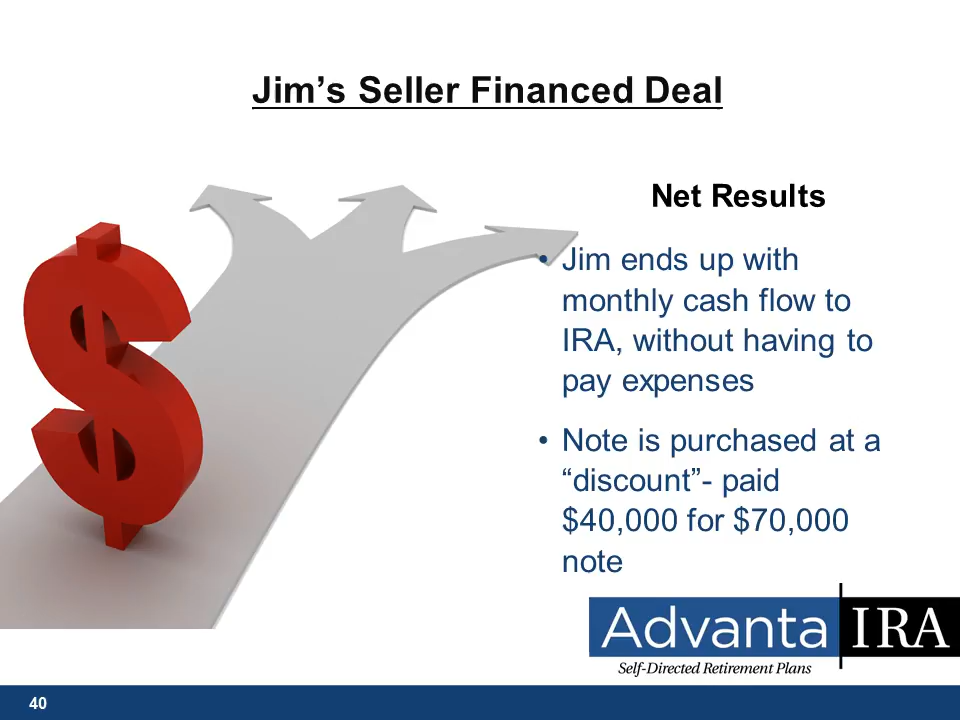 Jim’s Seller Financed Deal
Net Results
• Jim ends up with
monthly cash flow to
IRA, without having to
pay expenses
• Note is purchased at a
“discount”- paid
$40,000 for $70,000
note
Advanta IRA
Self-Directed Retirement Plans
40